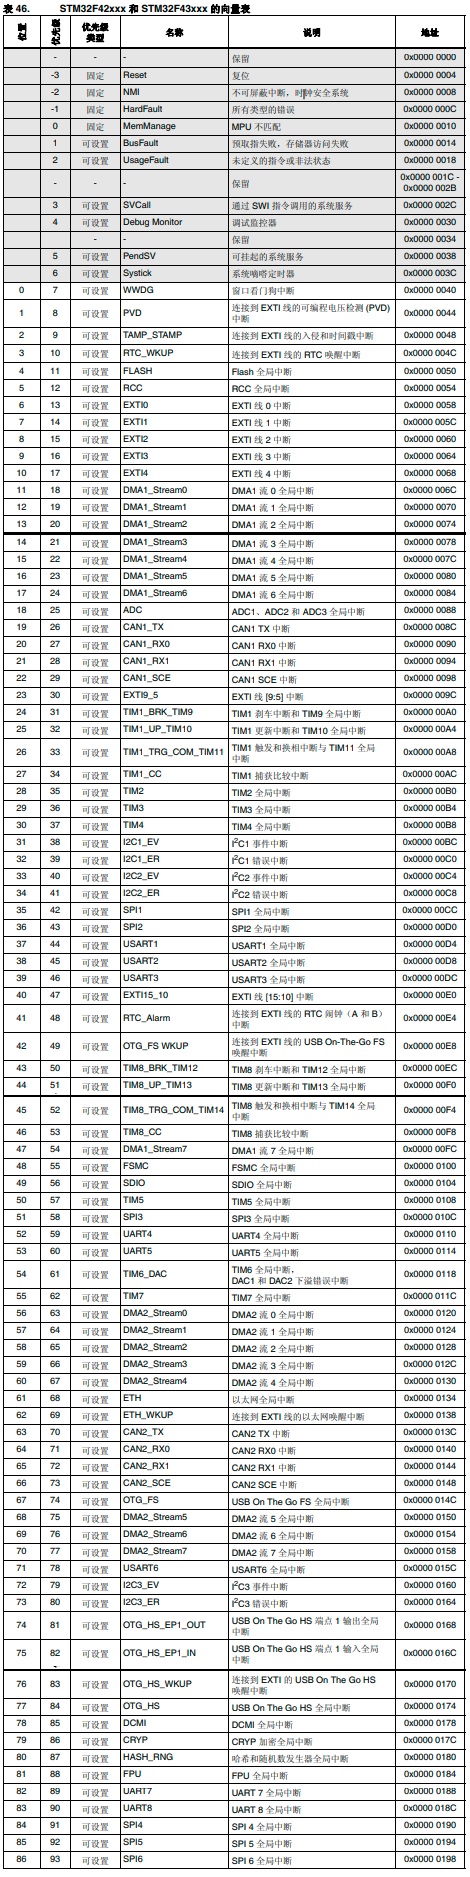 表 46. STM32F42xxx 和 STM32F43xxx 的向量表
位置 优先级 优先级类型 名称 说明 地址
- - - 保留 0x0000 0000
-3 固定 Reset 复位 0x0000 0004
-2 固定 NMI 不可屏蔽中断，时钟安全系统 0x0000 0008
-1 固定 HardFault 所有类型的错误 0x0000 000C
0 固定 MemManage MPU 不匹配 0x0000 0010
1 可设置 BusFault 预取指失败，存储器访问失败 0x0000 0014
2 可设置 UsageFault 未定义的指令或非法状态 0x0000 0018
- - - 保留 0x0000 001C - 0x0000 002B
3 可设置 SVCall 通过 SWI 指令调用的系统服务 0x0000 002C
4 可设置 Debug Monitor 调试监控器 0x0000 0030
- - 保留 0x0000 0034
5 可设置 PendSV 可挂起的系统服务 0x0000 0038
6 可设置 Systick 系统嘀嗒定时器 0x0000 003C
0 7 可设置 WWDG 窗口看门狗中断 0x0000 0040
1 8 可设置 PVD 连接到 EXTI 线的可编程电压检测 (PVD) 中断 0x0000 0044
2 9 可设置 TAMP_STAMP 连接到 EXTI 线的入侵和时间戳中断 0x0000 0048
3 10 可设置 RTC_WKUP 连接到 EXTI 线的 RTC 唤醒中断 0x0000 004C
4 11 可设置 FLASH Flash 全局中断 0x0000 0050
5 12 可设置 RCC RCC 全局中断 0x0000 0054
6 13 可设置 EXTI0 EXTI 线 0 中断 0x0000 0058
7 14 可设置 EXTI1 EXTI 线 1 中断 0x0000 005C
8 15 可设置 EXTI2 EXTI 线 2 中断 0x0000 0060
9 16 可设置 EXTI3 EXTI 线 3 中断 0x0000 0064
10 17 可设置 EXTI4 EXTI 线 4 中断 0x0000 0068
11 18 可设置 DMA1_Stream0 DMA1 流 0 全局中断 0x0000 006C
12 19 可设置 DMA1_Stream1 DMA1 流 1 全局中断 0x0000 0070
13 20 可设置 DMA1_Stream2 DMA1 流 2 全局中断 0x0000 0074
14 21 可设置 DMA1_Stream3 DMA1 流 3 全局中断 0x0000 0078
15 22 可设置 DMA1_Stream4 DMA1 流 4 全局中断 0x0000 007C
16 23 可设置 DMA1_Stream5 DMA1 流 5 全局中断 0x0000 0080
17 24 可设置 DMA1_Stream6 DMA1 流 6 全局中断 0x0000 0084
18 25 可设置 ADC ADC1、ADC2 和 ADC3 全局中断 0x0000 0088
19 26 可设置 CAN1_TX CAN1 TX 中断 0x0000 008C
20 27 可设置 CAN1_RX0 CAN1 RX0 中断 0x0000 0090
21 28 可设置 CAN1_RX1 CAN1 RX1 中断 0x0000 0094
22 29 可设置 CAN1_SCE CAN1 SCE 中断 0x0000 0098
23 30 可设置 EXTI9_5 EXTI 线 [9:5] 中断 0x0000 009C
24 31 可设置 TIM1_BRK_TIM9 TIM1 刹车中断和 TIM9 全局中断 0x0000 00A0
25 32 可设置 TIM1_UP_TIM10 TIM1 更新中断和 TIM10 全局中断 0x0000 00A4
26 33 可设置 TIM1_TRG_COM_TIM11 TIM1 触发和换相中断与 TIM11 全局中断 0x0000 00A8
27 34 可设置 TIM1_CC TIM1 捕获比较中断 0x0000 00AC
28 35 可设置 TIM2 TIM2 全局中断 0x0000 00B0
29 36 可设置 TIM3 TIM3 全局中断 0x0000 00B4
30 37 可设置 TIM4 TIM4 全局中断 0x0000 00B8
31 38 可设置 I2C1_EV I²C1 事件中断 0x0000 00BC
32 39 可设置 I2C1_ER I²C1 错误中断 0x0000 00C0
33 40 可设置 I2C2_EV I²C2 事件中断 0x0000 00C4
34 41 可设置 I2C2_ER I²C2 错误中断 0x0000 00C8
35 42 可设置 SPI1 SPI1 全局中断 0x0000 00CC
36 43 可设置 SPI2 SPI2 全局中断 0x0000 00D0
37 44 可设置 USART1 USART1 全局中断 0x0000 00D4
38 45 可设置 USART2 USART2 全局中断 0x0000 00D8
39 46 可设置 USART3 USART3 全局中断 0x0000 00DC
40 47 可设置 EXTI15_10 EXTI 线 [15:10] 中断 0x0000 00E0
41 48 可设置 RTC_Alarm 连接到 EXTI 线的 RTC 闹钟（A 和 B）中断 0x0000 00E4
42 49 可设置 OTG_FS WKUP 连接到 EXTI 线的 USB On-The-Go FS 唤醒中断 0x0000 00E8
43 50 可设置 TIM8_BRK_TIM12 TIM8 刹车中断和 TIM12 全局中断 0x0000 00EC
44 51 可设置 TIM8_UP_TIM13 TIM8 更新中断和 TIM13 全局中断 0x0000 00F0
45 52 可设置 TIM8_TRG_COM_TIM14 TIM8 触发和换相中断与 TIM14 全局中断 0x0000 00F4
46 53 可设置 TIM8_CC TIM8 捕获比较中断 0x0000 00F8
47 54 可设置 DMA1_Stream7 DMA1 流 7 全局中断 0x0000 00FC
48 55 可设置 FSMC FSMC 全局中断 0x0000 0100
49 56 可设置 SDIO SDIO 全局中断 0x0000 0104
50 57 可设置 TIM5 TIM5 全局中断 0x0000 0108
51 58 可设置 SPI3 SPI3 全局中断 0x0000 010C
52 59 可设置 UART4 UART4 全局中断 0x0000 0110
53 60 可设置 UART5 UART5 全局中断 0x0000 0114
54 61 可设置 TIM6_DAC TIM6 全局中断， DAC1 和 DAC2 下溢错误中断 0x0000 0118
55 62 可设置 TIM7 TIM7 全局中断 0x0000 011C
56 63 可设置 DMA2_Stream0 DMA2 流 0 全局中断 0x0000 0120
57 64 可设置 DMA2_Stream1 DMA2 流 1 全局中断 0x0000 0124
58 65 可设置 DMA2_Stream2 DMA2 流 2 全局中断 0x0000 0128
59 66 可设置 DMA2_Stream3 DMA2 流 3 全局中断 0x0000 012C
60 67 可设置 DMA2_Stream4 DMA2 流 4 全局中断 0x0000 0130
61 68 可设置 ETH 以太网全局中断 0x0000 0134
62 69 可设置 ETH_WKUP 连接到 EXTI 线的以太网唤醒中断 0x0000 0138
63 70 可设置 CAN2_TX CAN2 TX 中断 0x0000 013C
64 71 可设置 CAN2_RX0 CAN2 RX0 中断 0x0000 0140
65 72 可设置 CAN2_RX1 CAN2 RX1 中断 0x0000 0144
66 73 可设置 CAN2_SCE CAN2 SCE 中断 0x0000 0148
67 74 可设置 OTG_FS USB On The Go FS 全局中断 0x0000 014C
68 75 可设置 DMA2_Stream5 DMA2 流 5 全局中断 0x0000 0150
69 76 可设置 DMA2_Stream6 DMA2 流 6 全局中断 0x0000 0154
70 77 可设置 DMA2_Stream7 DMA2 流 7 全局中断 0x0000 0158
71 78 可设置 USART6 USART6 全局中断 0x0000 015C
72 79 可设置 I2C3_EV I²C3 事件中断 0x0000 0160
73 80 可设置 I2C3_ER I²C3 错误中断 0x0000 0164
74 81 可设置 OTG_HS_EP1_OUT USB On The Go HS 端点 1 输出全局中断 0x0000 0168
75 82 可设置 OTG_HS_EP1_IN USB On The Go HS 端点 1 输入全局中断 0x0000 016C
76 83 可设置 OTG_HS_WKUP 连接到 EXTI 的 USB On The Go HS 唤醒中断 0x0000 0170
77 84 可设置 OTG_HS USB On The Go HS 全局中断 0x0000 0174
78 85 可设置 DCMI DCMI 全局中断 0x0000 0178
79 86 可设置 CRYP CRYP 加密全局中断 0x0000 017C
80 87 可设置 HASH_RNG 哈希和随机数发生器全局中断 0x0000 0180
81 88 可设置 FPU FPU 全局中断 0x0000 0184
82 89 可设置 UART7 UART 7 全局中断 0x0000 0188
83 90 可设置 UART8 UART 8 全局中断 0x0000 018C
84 91 可设置 SPI4 SPI 4 全局中断 0x0000 0190
85 92 可设置 SPI5 SPI 5 全局中断 0x0000 0194
86 93 可设置 SPI6 SPI 6 全局中断 0x0000 0198